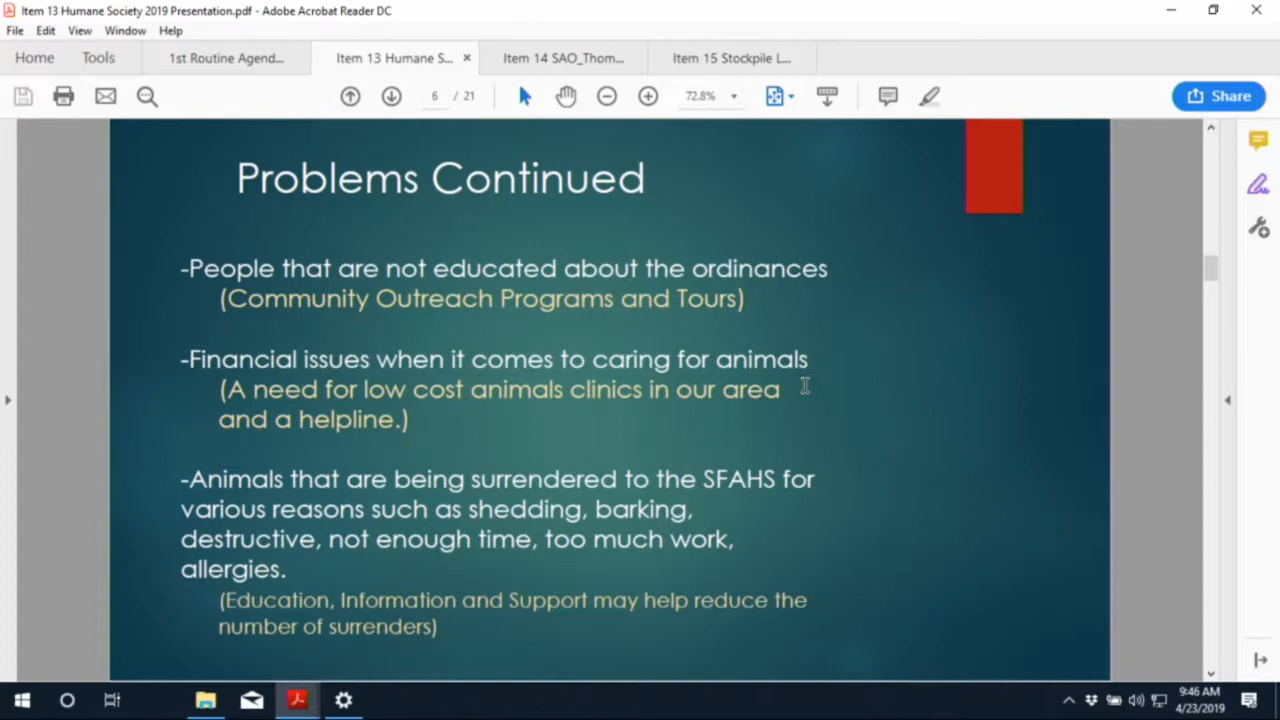 Item 13 Humane Society 2019 Presentation.pdf - Adobe Acrobat Reader DC
File Edit View Window Help
Home Tools 1st Routine Agend... Item 13 Humane S... Item 14 SAO_Thom... Item 15 Stockpile L...
6 / 21 72.8% Share
Problems Continued
-People that are not educated about the ordinances
(Community Outreach Programs and Tours)
-Financial issues when it comes to caring for animals
(A need for low cost animals clinics in our area
and a helpline.)
-Animals that are being surrendered to the SFAHS for
various reasons such as shedding, barking,
destructive, not enough time, too much work,
allergies.
(Education, Information and Support may help reduce the
number of surrenders)
9:46 AM
4/23/2019